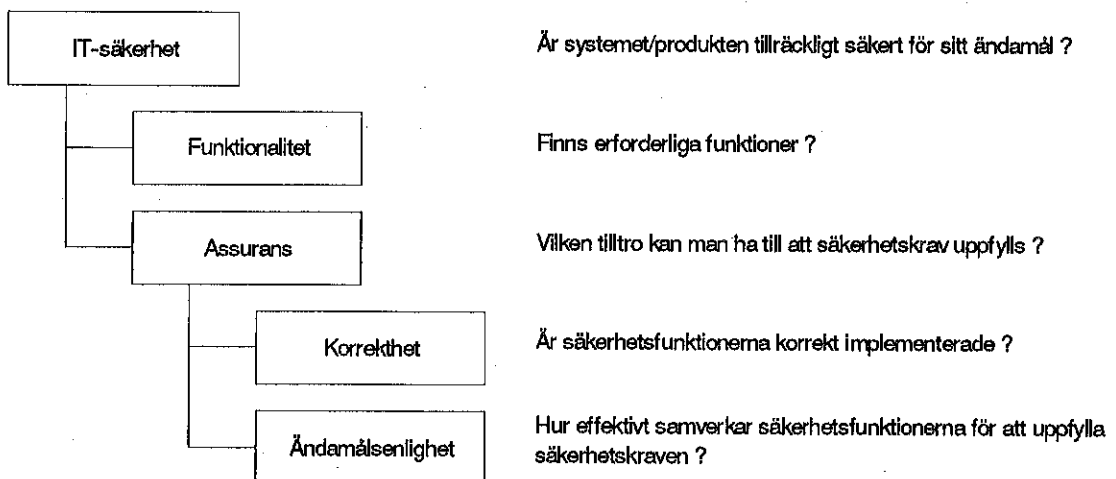 IT-säkerhet
Är systemet/produkten tillräckligt säkert för sitt ändamål ?
Funktionalitet
Finns erforderliga funktioner ?
Assurans
Vilken tilltro kan man ha till att säkerhetskrav uppfylls ?
Korrekthet
Är säkerhetsfunktionerna korrekt implementerade ?
Ändamålsenlighet
Hur effektivt samverkar säkerhetsfunktionerna för att uppfylla
säkerhetskraven ?